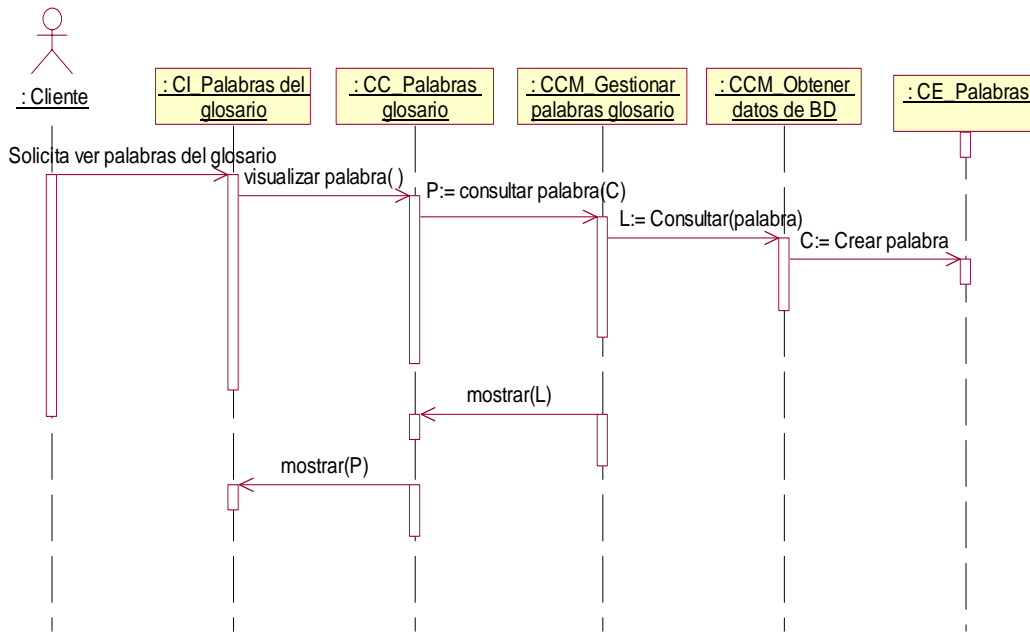 : Cliente
: CI_Palabras del
glosario
: CC_Palabras
glosario
: CCM_Gestionar
palabras glosario
: CCM_Obtener
datos de BD
: CE_Palabras
Solicita ver palabras del glosario
visualizar palabra( )
P:= consultar palabra(C)
L:= Consultar(palabra)
C:= Crear palabra
mostrar(L)
mostrar(P)